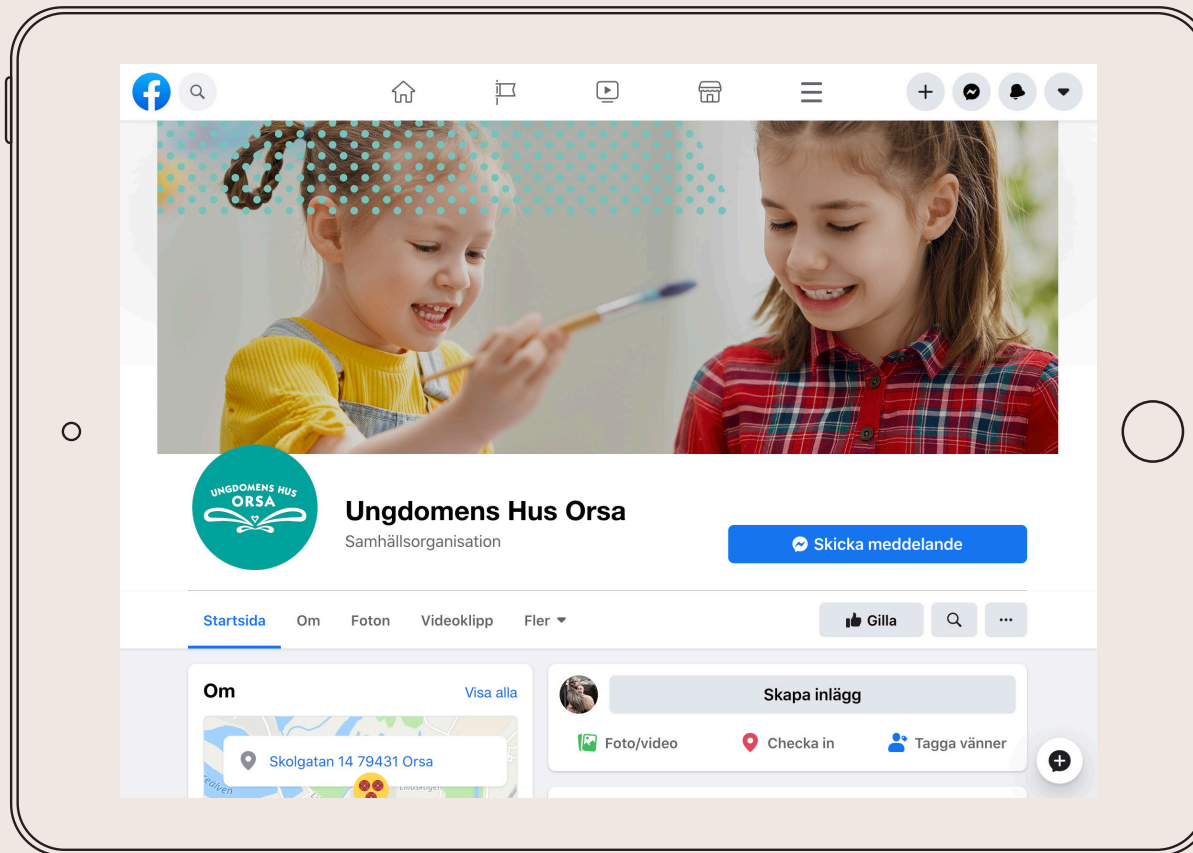 UNGDOMENS HUS
ORSA
Ungdomens Hus Orsa
Samhällsorganisation
Skicka meddelande
Startsida Om Foton Videoklipp Fler
Gilla
Om
Visa alla
Skolgatan 14 79431 Orsa
Skapa inlägg
Foto/video Checka in Tagga vänner